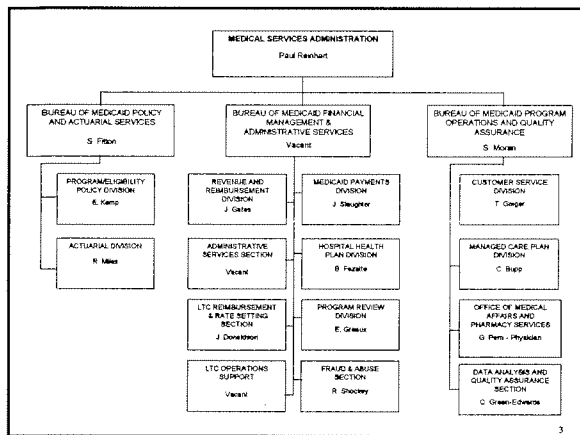 MEDICAL SERVICES ADMINISTRATION
Paul Reinhart
BUREAU OF MEDICAID POLICY
AND ACTUARIAL SERVICES
S. Fitton
BUREAU OF MEDICAID FINANCIAL
MANAGEMENT &
ADMINISTRATIVE SERVICES
Vacant
BUREAU OF MEDICAID PROGRAM
OPERATIONS AND QUALITY
ASSURANCE
S. Moran
PROGRAM/ELIGIBILITY
POLICY DIVISION
E. Kemp
ACTUARIAL DIVISION
R. Miles
REVENUE AND
REIMBURSEMENT
DIVISION
J. Gates
MEDICAID PAYMENTS
DIVISION
J. Slaughter
ADMINISTRATIVE
SERVICES SECTION
Vacant
HOSPITAL HEALTH
PLAN DIVISION
B. Fezatte
LTC REIMBURSEMENT
& RATE SETTING
SECTION
J. Donaldson
PROGRAM REVIEW
DIVISION
E.
LTC OPERATIONS
SUPPORT
Vacant
FRAUD & ABUSE
SECTION
R. Shockey
CUSTOMER SERVICE
DIVISION
T.
MANAGED CARE PLAN
DIVISION
C. Bupp
OFFICE OF MEDICAL
AFFAIRS AND
PHARMACY SERVICES
G. - Physician
DATA ANALYSIS AND
QUALITY ASSURANCE
SECTION
C. Green-Edwards
3